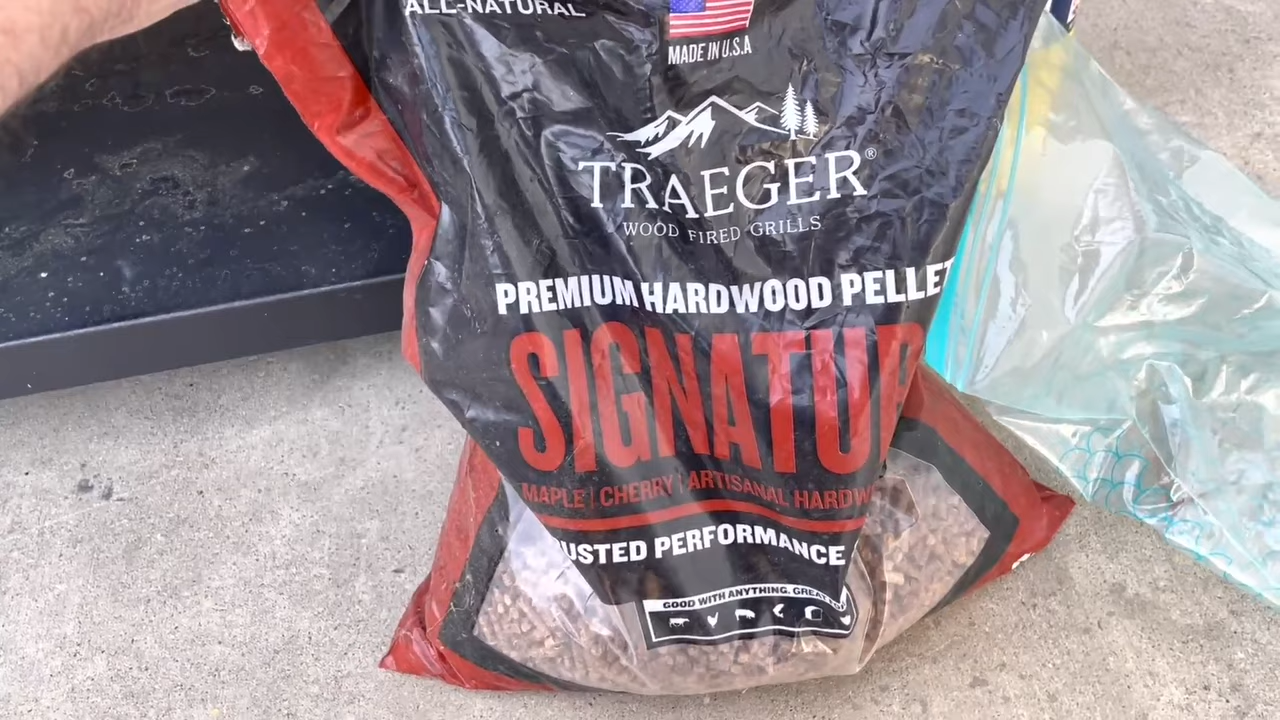 ALL-NATURAL
MADE IN U.S.A
TRAEGER®
WOOD FIRED GRILLS
PREMIUM HARDWOOD PELLET
SIGNATUR
MAPLE | CHERRY | ARTISANAL HARDW
USTED PERFORMANCE
GOOD WITH ANYTHING. GREAT